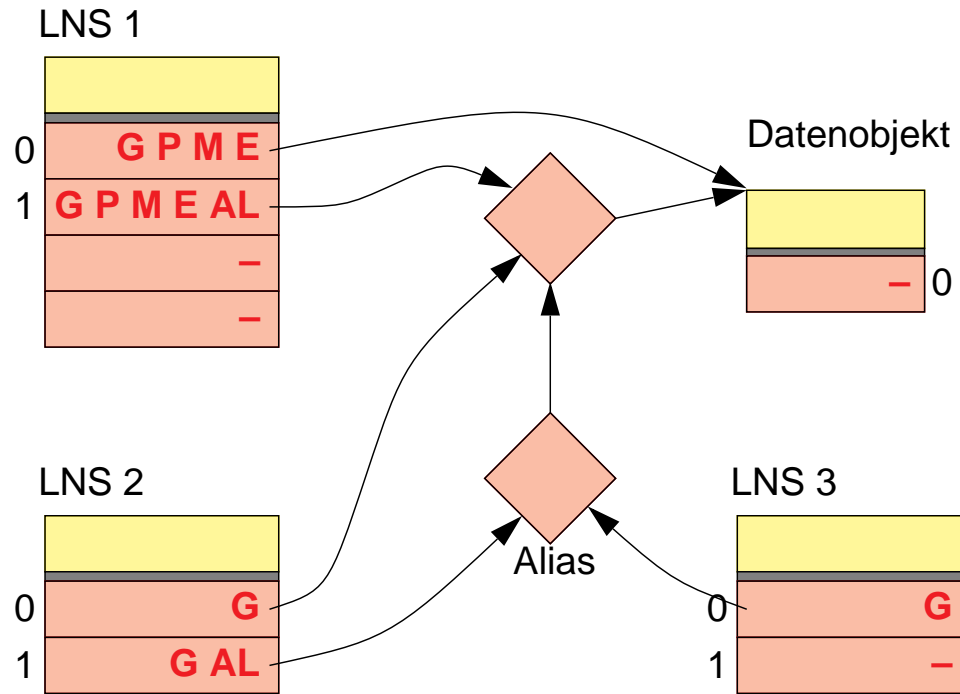 LNS 1
0 G P M E
1 G P M E AL
–
–
Datenobjekt
– 0
LNS 2
0 G
1 G AL
Alias
LNS 3
0 G
1 –